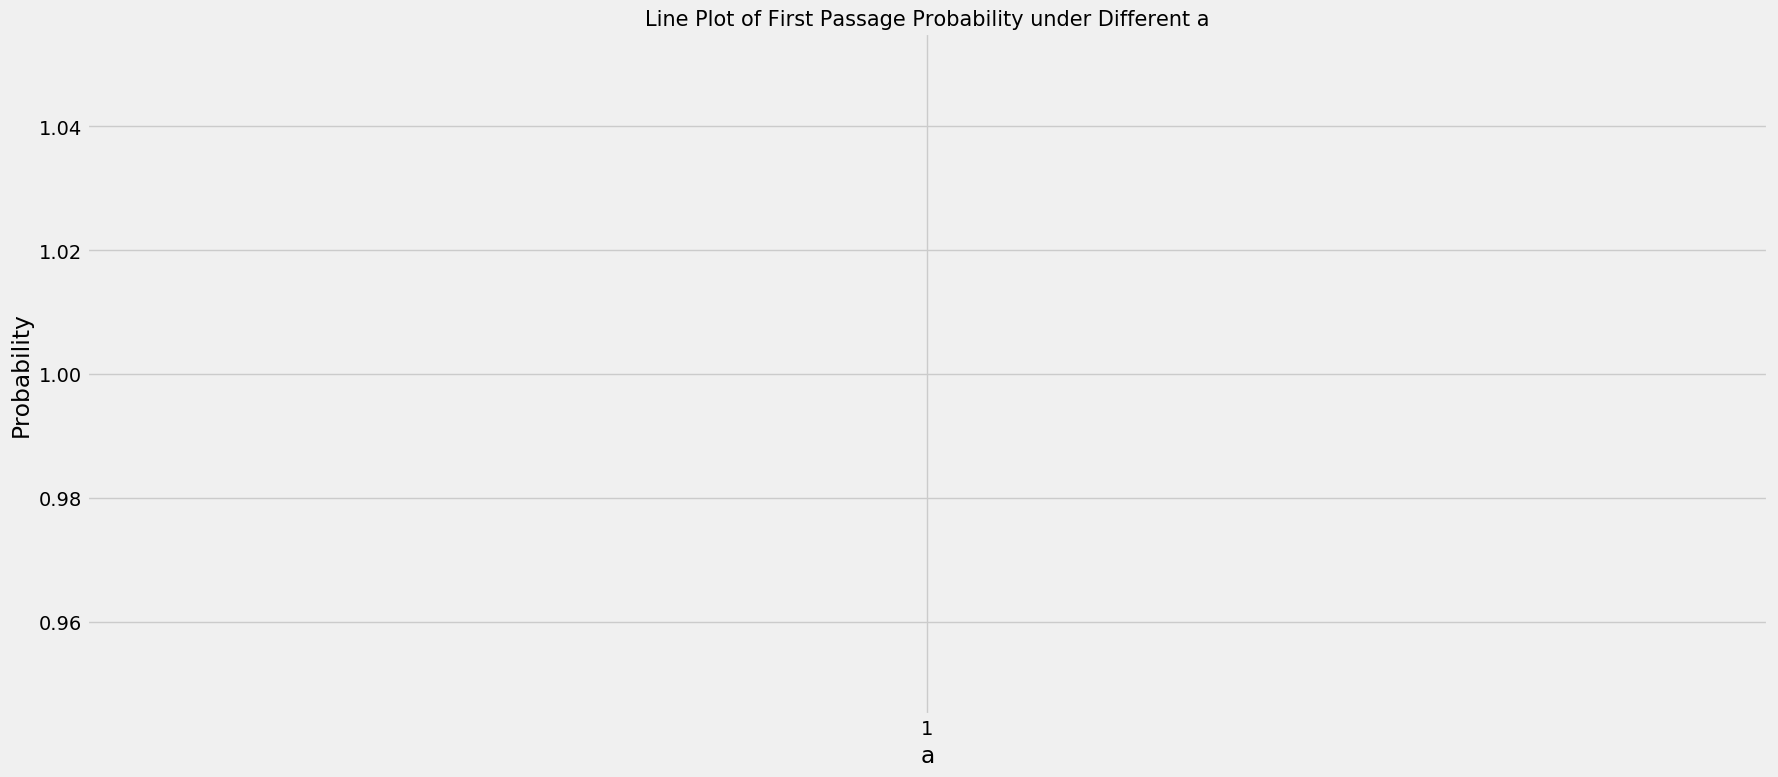 Line Plot of First Passage Probability under Different a
1.04
1.02
1.00
0.98
0.96
Probability
1
a